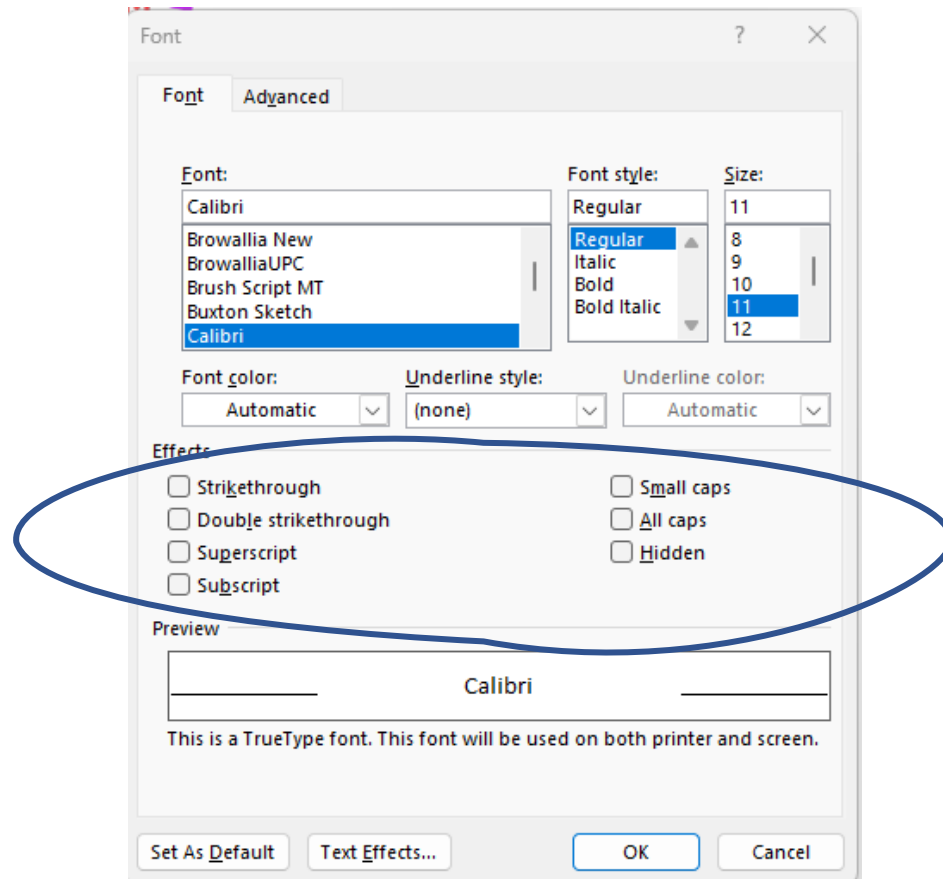 Font ?
Font Advanced
Font: Font style: Size:
Calibri Regular 11
Browallia New Regular 8
BrowalliaUPC Italic 9
Brush Script MT Bold 10
Buxton Sketch Bold Italic 11
Calibri 12
Font color: Underline style: Underline color:
Automatic (none) Automatic
Effects
Strikethrough Small caps
Double strikethrough All caps
Superscript Hidden
Subscript
Preview
Calibri
This is a TrueType font. This font will be used on both printer and screen.
Set As Default Text Effects... OK Cancel